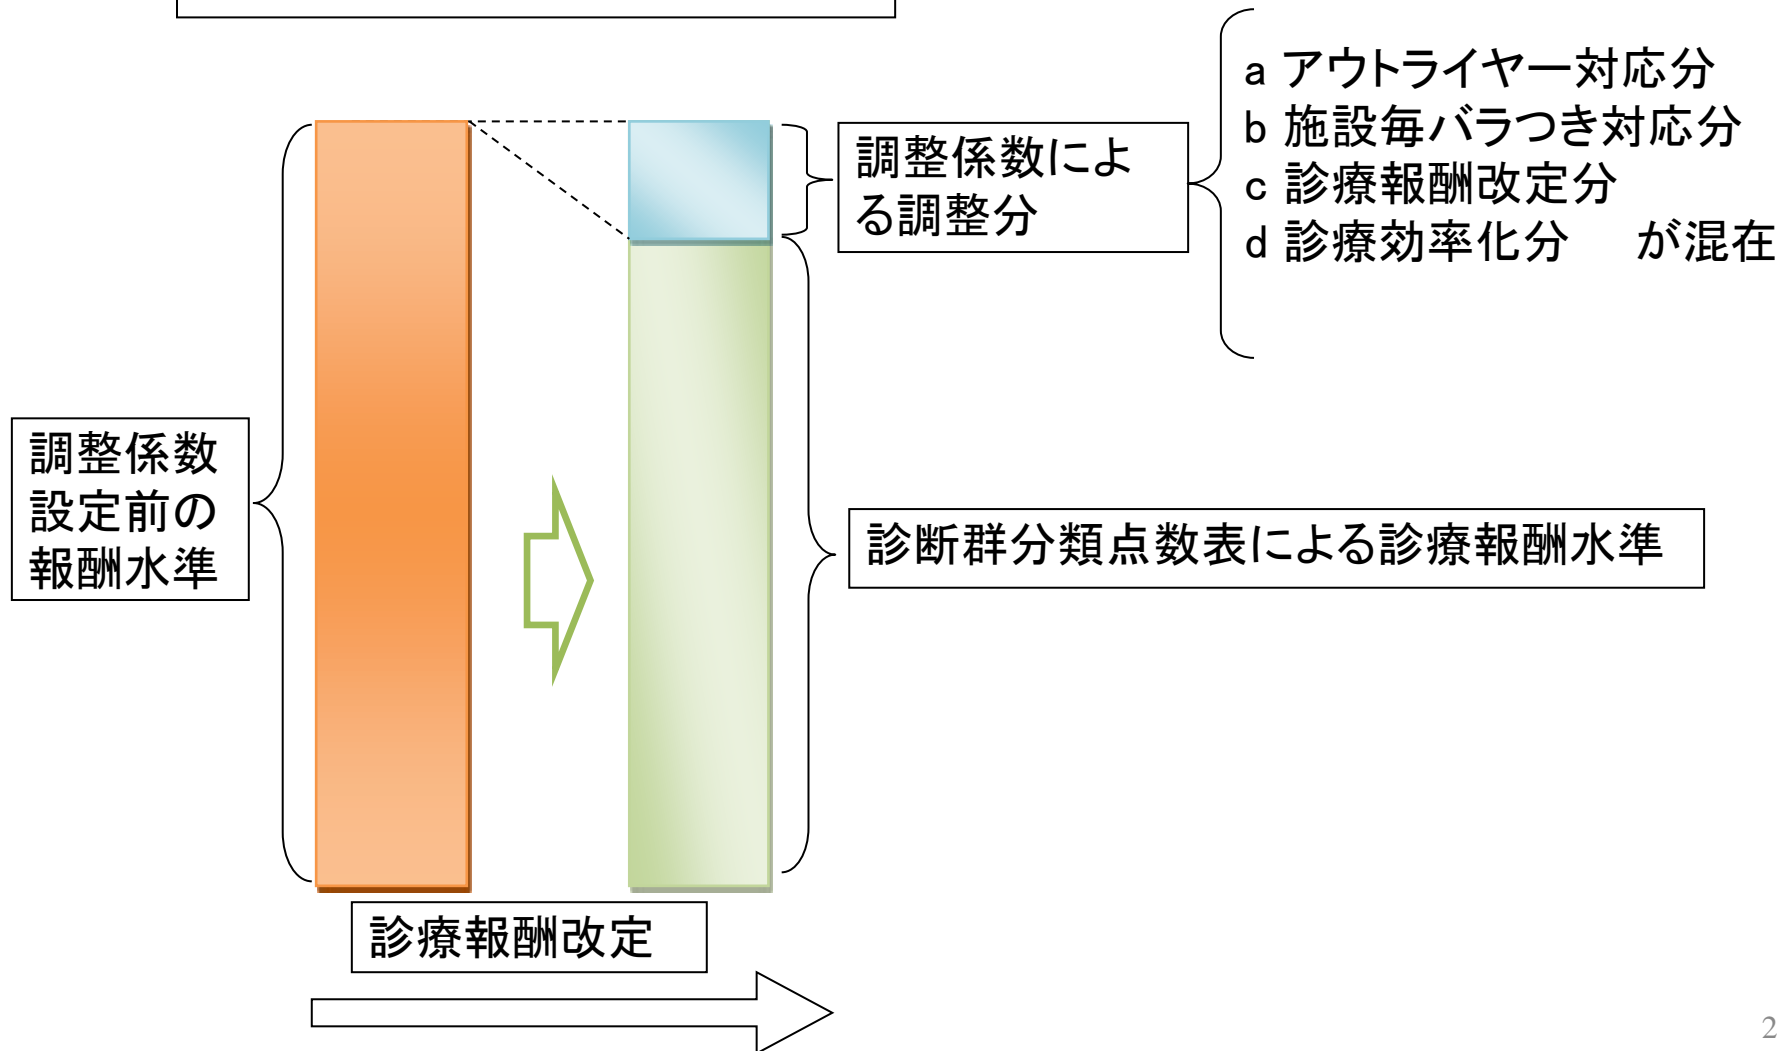 a アウトライヤー対応分
b 施設毎バラつき対応分
c 診療報酬改定分
d 診療効率化分　が混在
調整係数によ
る調整分
調整係数
設定前の
報酬水準
診断群分類点数表による診療報酬水準
診療報酬改定
2